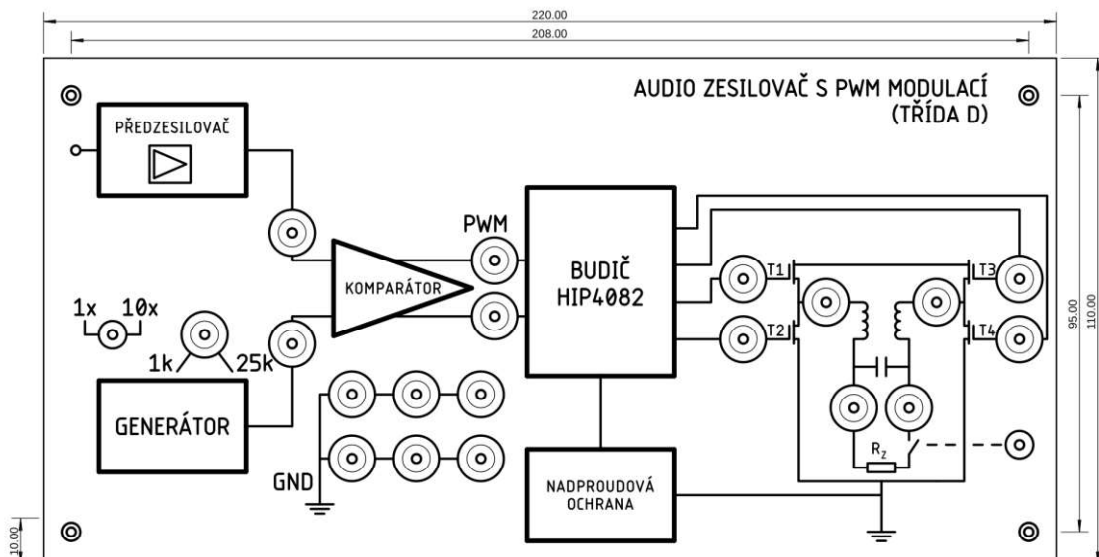 220.00
208.00
AUDIO ZESILOVAČ S PWM MODULACÍ
(TŘÍDA D)
PŘEDZESILOVAČ
PWM
KOMPARÁTOR
BUDIČ
HIP4082
T1
T3
T2
T4
1x
10x
1k
25k
GENERÁTOR
GND
NADPROUDOVÁ
OCHRANA
Rz
95.00
110.00
10.00